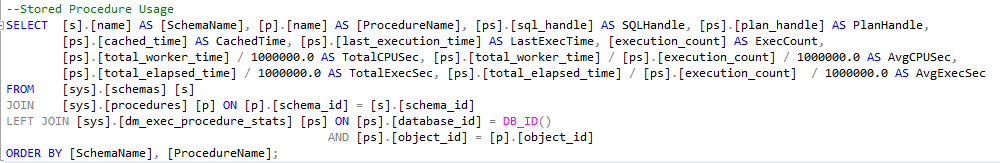 --Stored Procedure Usage
SELECT [s].[name] AS [SchemaName], [p].[name] AS [ProcedureName], [ps].[sql_handle] AS SQLHandle, [ps].[plan_handle] AS PlanHandle,
[ps].[cached_time] AS CachedTime, [ps].[last_execution_time] AS LastExecTime, [execution_count] AS ExecCount,
[ps].[total_worker_time] / 1000000.0 AS TotalCPUSec, [ps].[total_worker_time] / [ps].[execution_count] / 1000000.0 AS AvgCPUSec,
[ps].[total_elapsed_time] / 1000000.0 AS TotalExecSec, [ps].[total_elapsed_time] / [ps].[execution_count] / 1000000.0 AS AvgExecSec
FROM [sys].[schemas] [s]
JOIN [sys].[procedures] [p] ON [p].[schema_id] = [s].[schema_id]
LEFT JOIN [sys].[dm_exec_procedure_stats] [ps] ON [ps].[database_id] = DB_ID()
AND [ps].[object_id] = [p].[object_id]
ORDER BY [SchemaName], [ProcedureName];